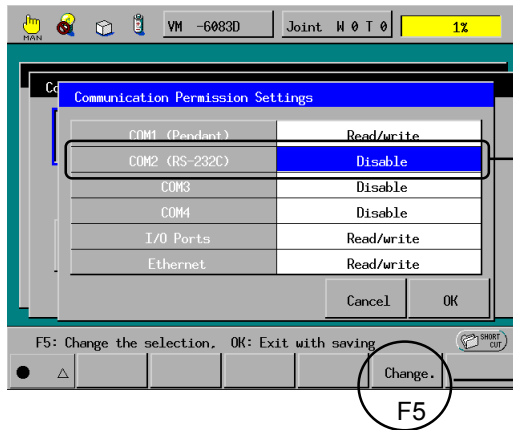 MAN VM -6083D Joint W 0 T 0 1%
Co
Communication Permission Settings
COM1 (Pendant) Read/write
COM2 (RS-232C) Disable
COM3 Disable
COM4 Disable
I/O Ports Read/write
Ethernet Read/write
Cancel OK
F5: Change the selection, OK: Exit with saving SHORT CUT
Change.
F5